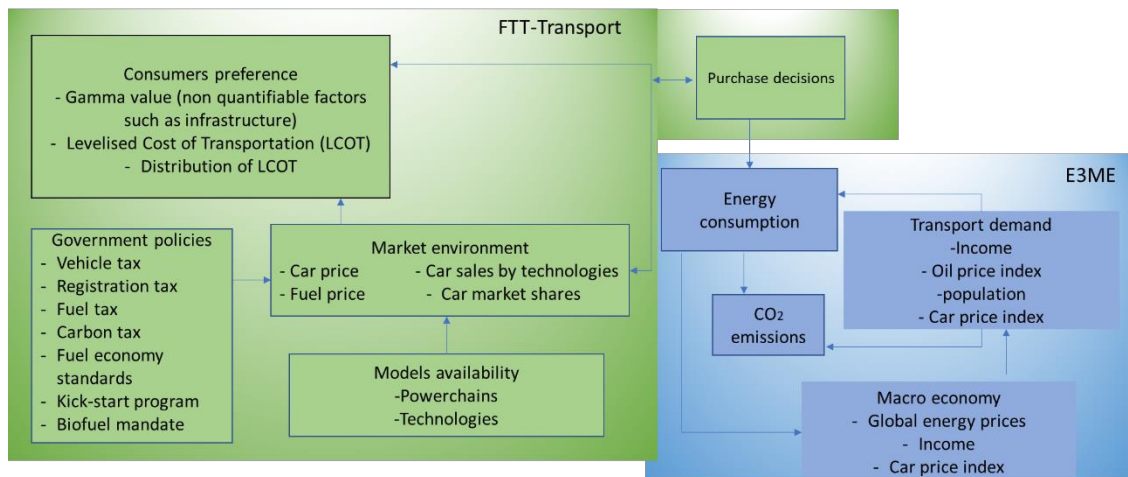 FTT-Transport
Consumers preference
- Gamma value (non quantifiable factors
such as infrastructure)
- Levelised Cost of Transportation (LCOT)
- Distribution of LCOT
Purchase decisions
Government policies
- Vehicle tax
- Registration tax
- Fuel tax
- Carbon tax
- Fuel economy
standards
- Kick-start program
- Biofuel mandate
Market environment
- Car price
- Fuel price
- Car sales by technologies
- Car market shares
Models availability
-Powerchains
-Technologies
E3ME
Energy
consumption
CO2
emissions
Transport demand
-Income
- Oil price index
-population
- Car price index
Macro economy
- Global energy prices
- Income
- Car price index